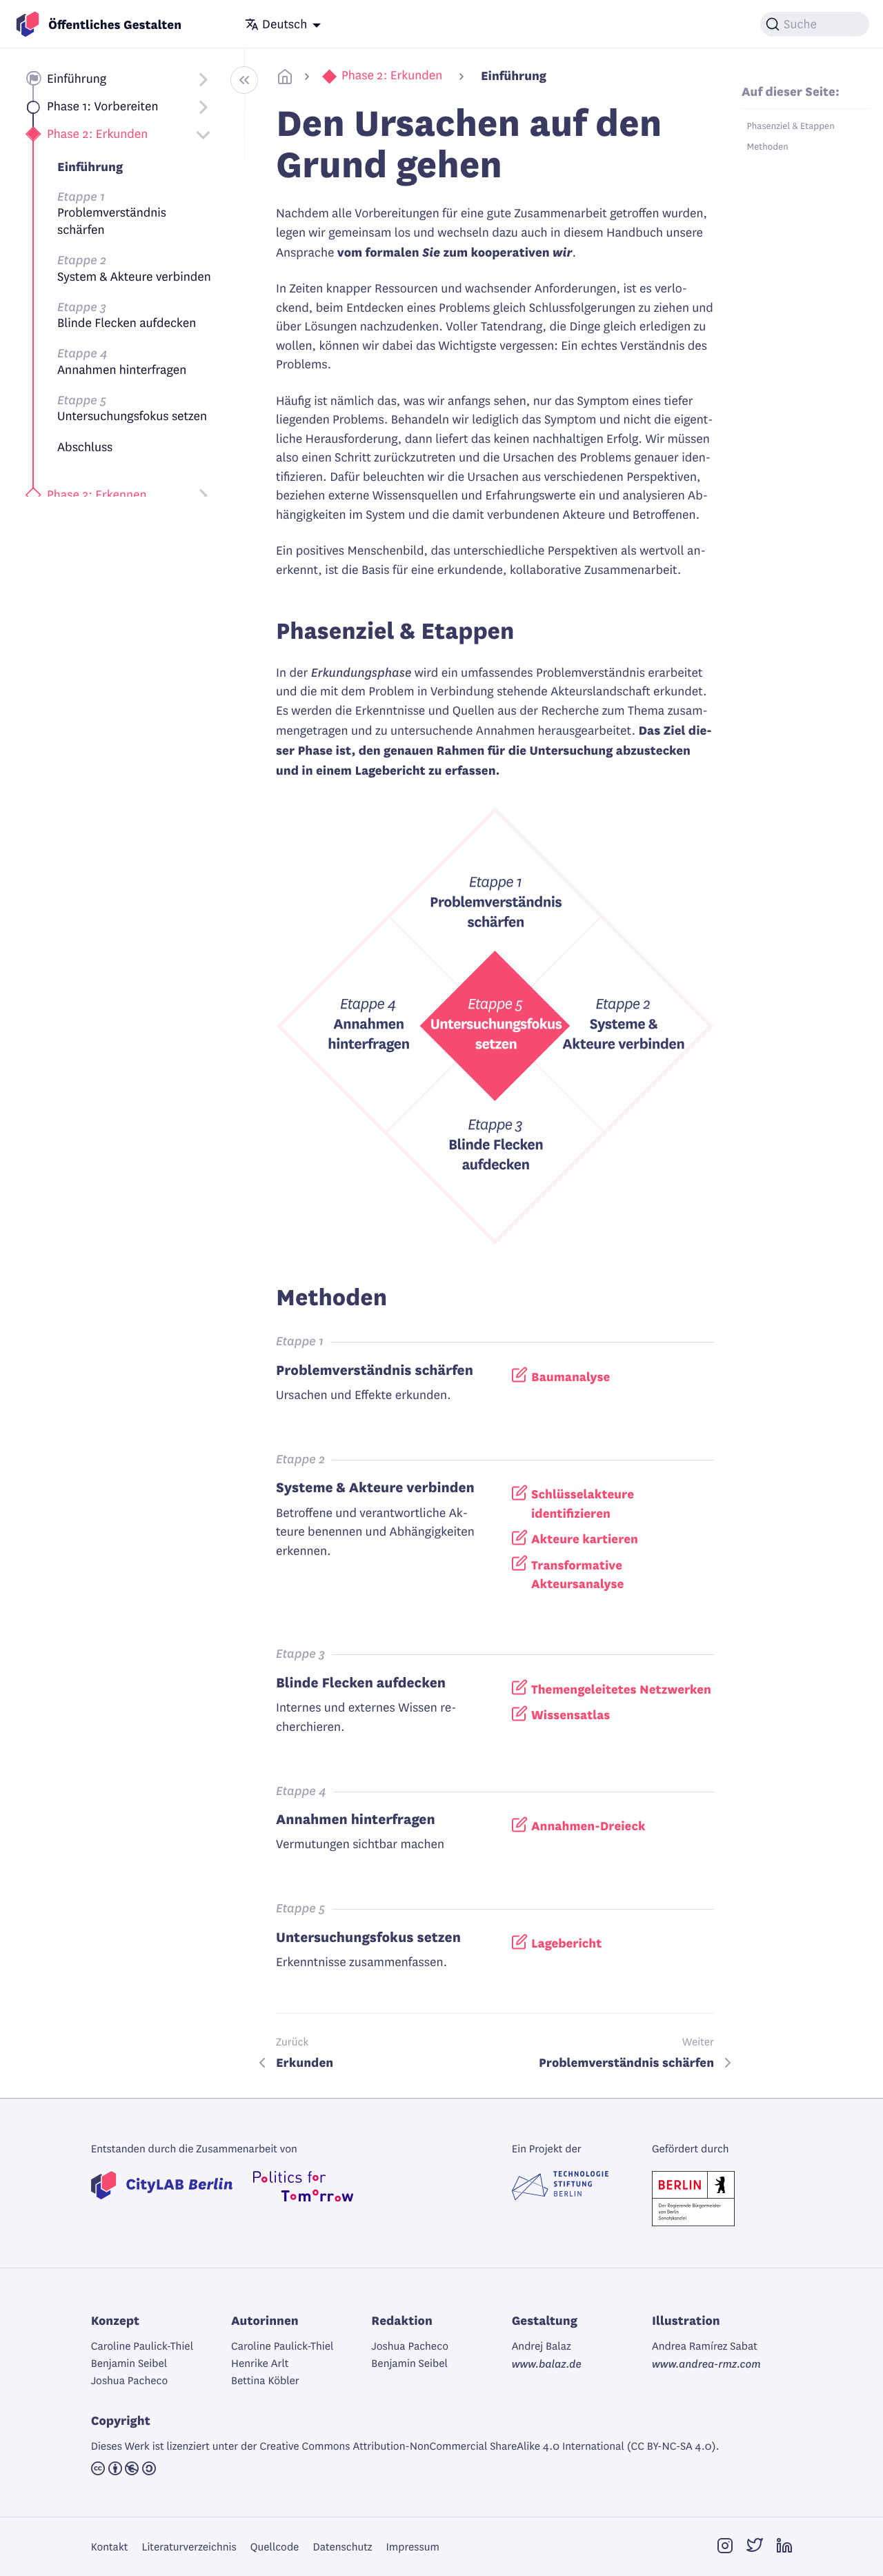 Öffentliches Gestalten
Deutsch
Suche
Einführung
Phase 1: Vorbereiten
Phase 2: Erkunden
Einführung
Etappe 1
Problemverständnis
schärfen
Etappe 2
System & Akteure verbinden
Etappe 3
Blinde Flecken aufdecken
Etappe 4
Annahmen hinterfragen
Etappe 5
Untersuchungsfokus setzen
Abschluss
Phase 3: Erkennen
Phase 2: Erkunden
Einführung
Den Ursachen auf den
Grund gehen
Nachdem alle Vorbereitungen für eine gute Zusammenarbeit getroffen wurden,
legen wir gemeinsam los und wechseln dazu auch in diesem Handbuch unsere
Ansprache vom formalen Sie zum kooperativen wir.
In Zeiten knapper Ressourcen und wachsender Anforderungen, ist es verlo-
ckend, beim Entdecken eines Problems gleich Schlussfolgerungen zu ziehen und
über Lösungen nachzudenken. Voller Tatendrang, die Dinge gleich erledigen zu
wollen, können wir dabei das Wichtigste vergessen: Ein echtes Verständnis des
Problems.
Häufig ist nämlich das, was wir anfangs sehen, nur das Symptom eines tiefer
liegenden Problems. Behandeln wir lediglich das Symptom und nicht die eigent-
liche Herausforderung, dann liefert das keinen nachhaltigen Erfolg. Wir müssen
also einen Schritt zurückzutreten und die Ursachen des Problems genauer iden-
tifizieren. Dafür beleuchten wir die Ursachen aus verschiedenen Perspektiven,
beziehen externe Wissensquellen und Erfahrungswerte ein und analysieren Ab-
hängigkeiten im System und die damit verbundenen Akteure und Betroffenen.
Ein positives Menschenbild, das unterschiedliche Perspektiven als wertvoll an-
erkennt, ist die Basis für eine erkundende, kollaborative Zusammenarbeit.
Phasenziel & Etappen
In der Erkundungsphase wird ein umfassendes Problemverständnis erarbeitet
und die mit dem Problem in Verbindung stehende Akteurslandschaft erkundet.
Es werden die Erkenntnisse und Quellen aus der Recherche zum Thema zusam-
mengetragen und zu untersuchende Annahmen herausgearbeitet. Das Ziel die-
ser Phase ist, den genauen Rahmen für die Untersuchung abzustecken
und in einem Lagebericht zu erfassen.
Etappe 1
Problemverständnis
schärfen
Etappe 4
Annahmen
hinterfragen
Etappe 5
Untersuchungsfokus
setzen
Etappe 2
Systeme &
Akteure verbinden
Etappe 3
Blinde Flecken
aufdecken
Methoden
Etappe 1
Problemverständnis schärfen
Ursachen und Effekte erkunden.
Baumanalyse
Etappe 2
Systeme & Akteure verbinden
Betroffene und verantwortliche Ak-
teure benennen und Abhängigkeiten
erkennen.
Schlüsselakteure
identifizieren
Akteure kartieren
Transformative
Akteursanalyse
Etappe 3
Blinde Flecken aufdecken
Internes und externes Wissen re-
cherchieren.
Themengeleitetes Netzwerken
Wissensatlas
Etappe 4
Annahmen hinterfragen
Vermutungen sichtbar machen
Annahmen-Dreieck
Etappe 5
Untersuchungsfokus setzen
Erkenntnisse zusammenfassen.
Lagebericht
Zurück
Erkunden
Weiter
Problemverständnis schärfen
Auf dieser Seite:
Phasenziel & Etappen
Methoden
Entstanden durch die Zusammenarbeit von
CityLAB Berlin
Politics for
Tomorrow
Ein Projekt der
TECHNOLOGIE
STIFTUNG
BERLIN
Gefördert durch
BERLIN
Der Regierende Bürgermeister
von Berlin
Senatskanzlei
Konzept
Caroline Paulick-Thiel
Benjamin Seibel
Joshua Pacheco
Autorinnen
Caroline Paulick-Thiel
Henrike Arlt
Bettina Köbler
Redaktion
Joshua Pacheco
Benjamin Seibel
Gestaltung
Andrej Balaz
www.balaz.de
Illustration
Andrea Ramírez Sabat
www.andrea-rmz.com
Copyright
Dieses Werk ist lizenziert unter der Creative Commons Attribution-NonCommercial ShareAlike 4.0 International (CC BY-NC-SA 4.0).
Kontakt
Literaturverzeichnis
Quellcode
Datenschutz
Impressum